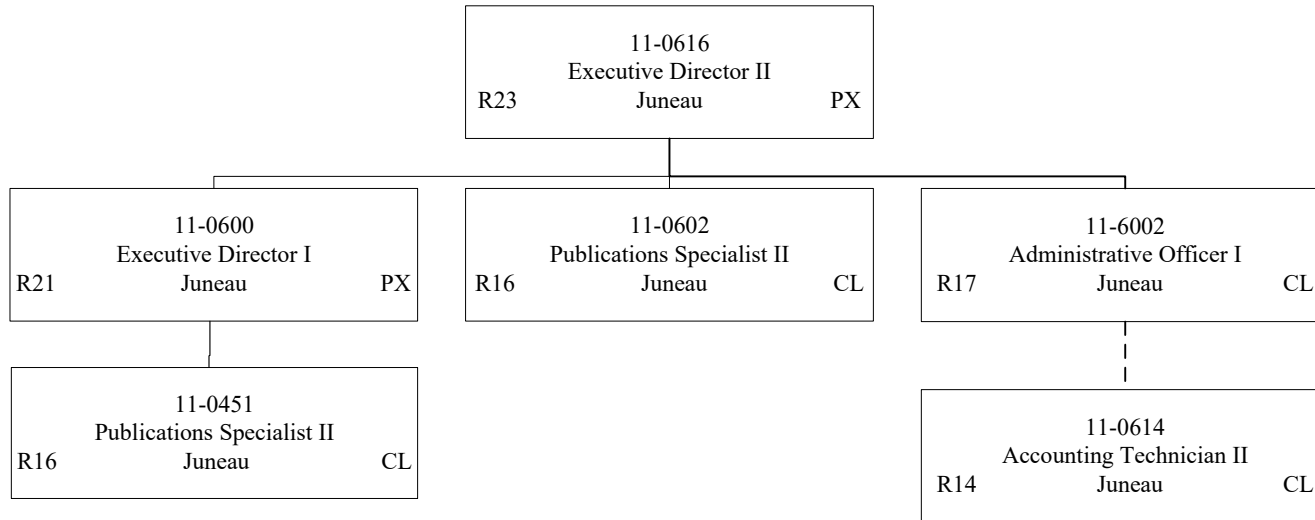 11-0616
Executive Director II
R23 Juneau PX
11-0600
Executive Director I
R21 Juneau PX
11-0602
Publications Specialist II
R16 Juneau CL
11-6002
Administrative Officer I
R17 Juneau CL
11-0451
Publications Specialist II
R16 Juneau CL
11-0614
Accounting Technician II
R14 Juneau CL